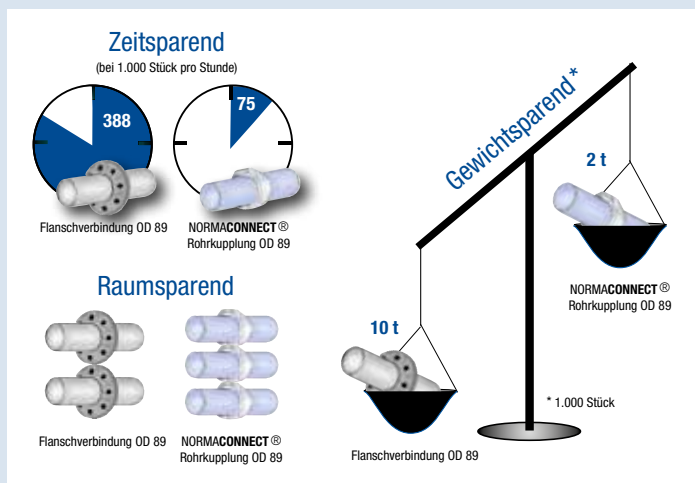 Zeitsparend
(bei 1.000 Stück pro Stunde)
388
75
Flanschverbindung OD 89
NORMACONNECT®
Rohrkupplung OD 89
Raumsparend
Flanschverbindung OD 89
NORMACONNECT®
Rohrkupplung OD 89
Gewichtsparend*
2 t
NORMACONNECT®
Rohrkupplung OD 89
10 t
Flanschverbindung OD 89
* 1.000 Stück